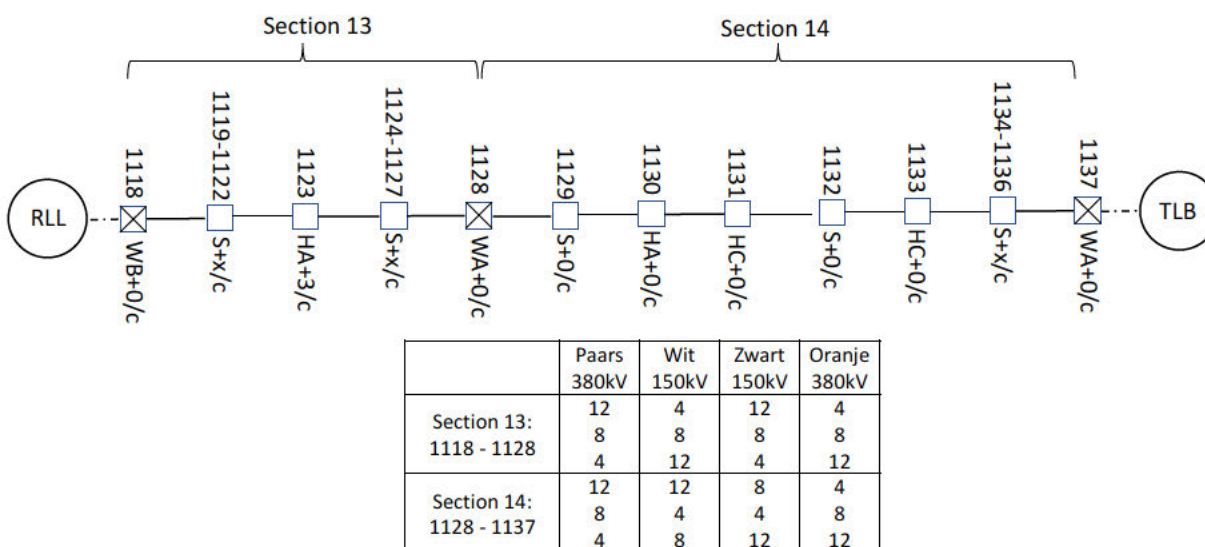 Section 13
Section 14
RLL
1118
WB+0/c
1119-1122
S+x/c
1123
HA+3/c
1124-1127
S+x/c
1128
WA+0/c
1129
S+0/c
1130
HA+0/c
1131
HC+0/c
1132
S+0/c
1133
HC+0/c
1134-1136
S+x/c
1137
WA+0/c
TLB
Paars Wit Zwart Oranje
380kV 150kV 150kV 380kV
Section 13:
1118 - 1128
12 4 12 4
8 8 8 8
4 12 4 12
Section 14:
1128 - 1137
12 12 8 4
8 4 4 8
4 8 12 12